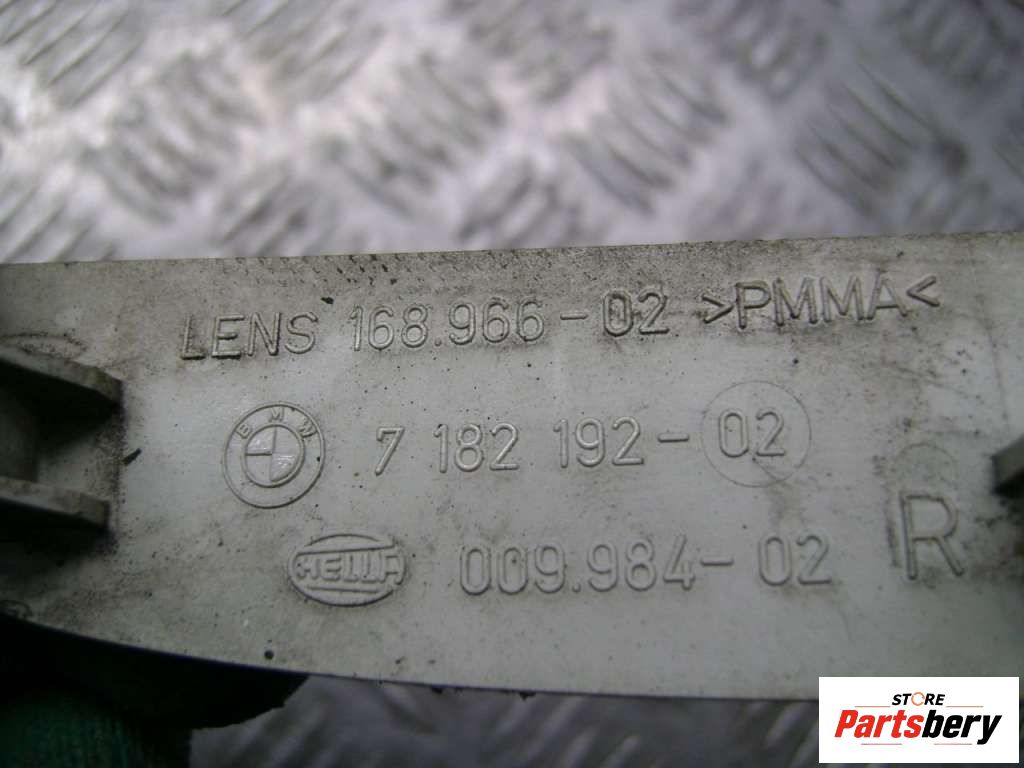 LENS 168.966-02 >PMMA<
BMW 7 182 192-02
HELLA 009.984-02 R
STORE
Partsbery